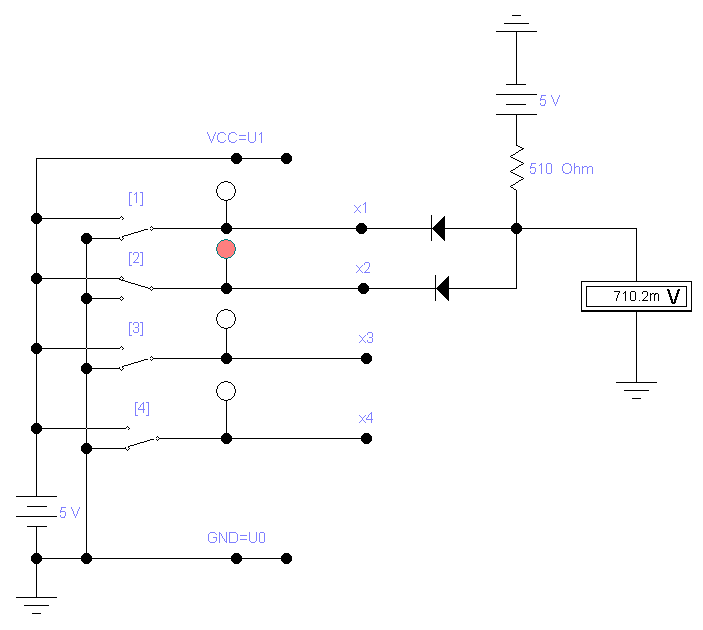 5 V
VCC=U1
510 Ohm
[1]
x1
[2]
x2
710.2m V
[3]
x3
[4]
x4
5 V
GND=U0